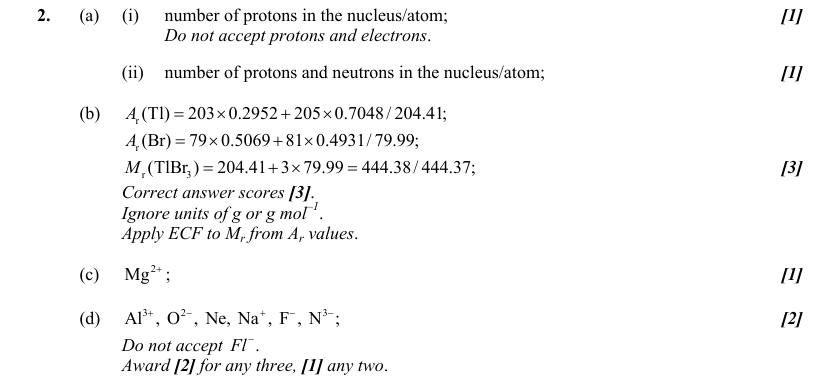 2. (a) (i) number of protons in the nucleus/atom; [1]
Do not accept protons and electrons.
(ii) number of protons and neutrons in the nucleus/atom; [1]
(b) Aᵣ(Tl) = 203×0.2952+205×0.7048/204.41;
Aᵣ(Br) = 79×0.5069+81×0.4931/79.99;
Mᵣ(TlBr₃) = 204.41+3×79.99 = 444.38/444.37; [3]
Correct answer scores [3].
Ignore units of g or g mol⁻¹.
Apply ECF to Mᵣ from Aᵣ values.
(c) Mg²⁺; [1]
(d) Al³⁺, O²⁻, Ne, Na⁺, F⁻, N³⁻; [2]
Do not accept Fl⁻.
Award [2] for any three, [1] any two.